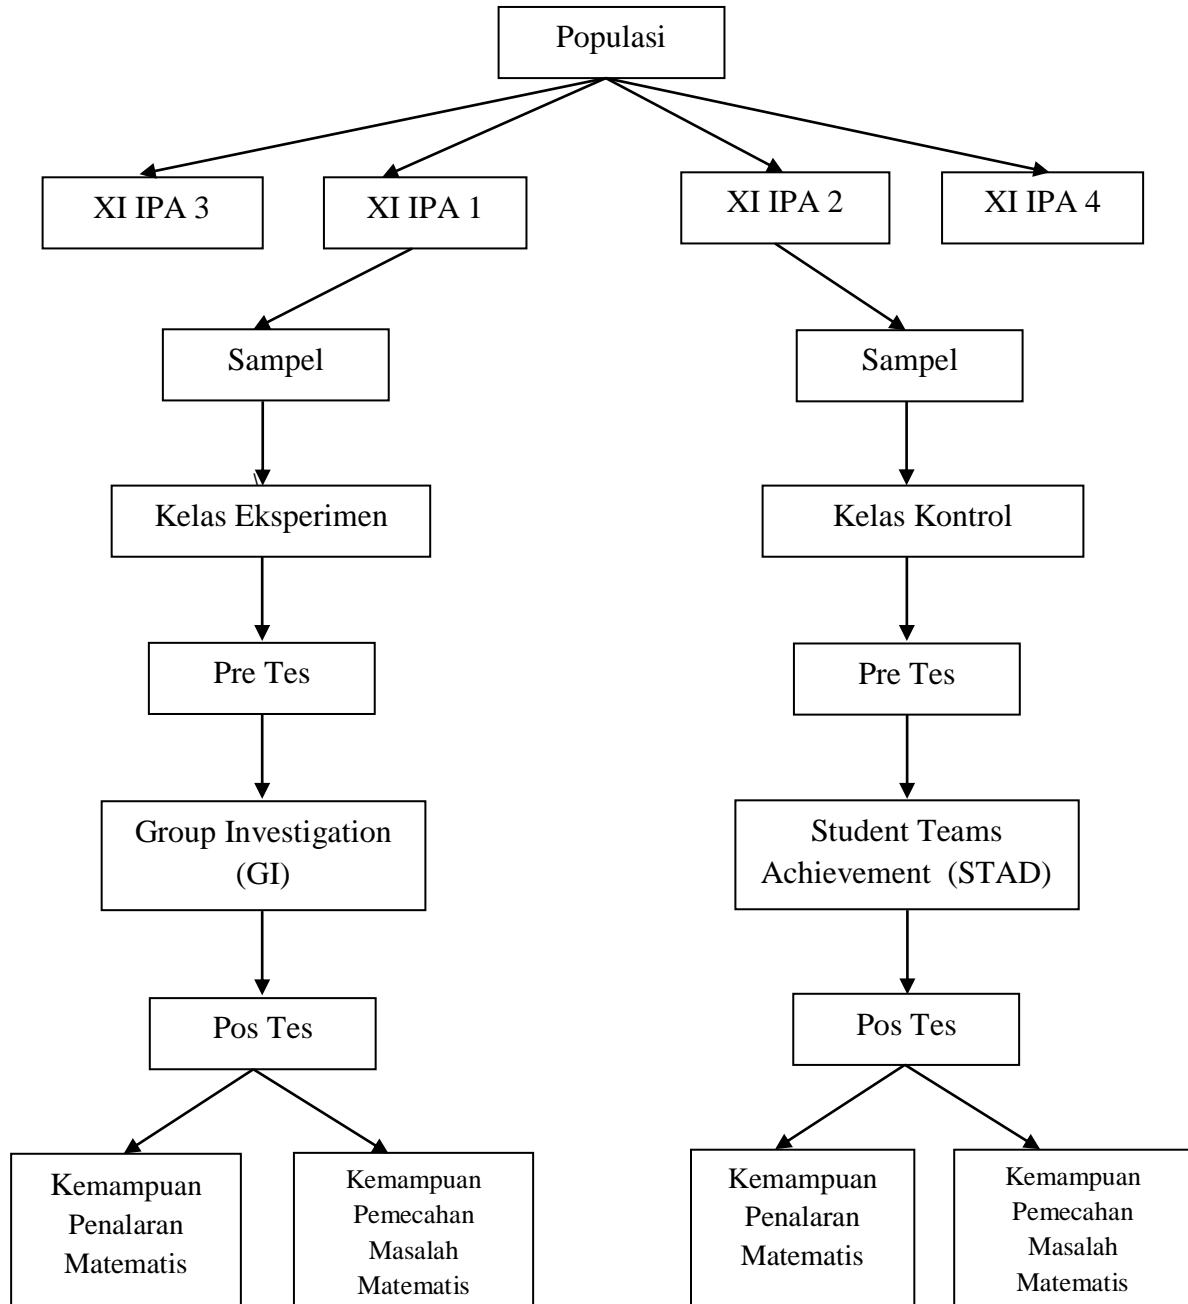 Populasi
XI IPA 3
XI IPA 1
XI IPA 2
XI IPA 4
Sampel
Sampel
Kelas Eksperimen
Kelas Kontrol
Pre Tes
Pre Tes
Group Investigation
(GI)
Student Teams
Achievement (STAD)
Pos Tes
Pos Tes
Kemampuan
Penalaran
Matematis
Kemampuan
Pemecahan
Masalah
Matematis
Kemampuan
Penalaran
Matematis
Kemampuan
Pemecahan
Masalah
Matematis